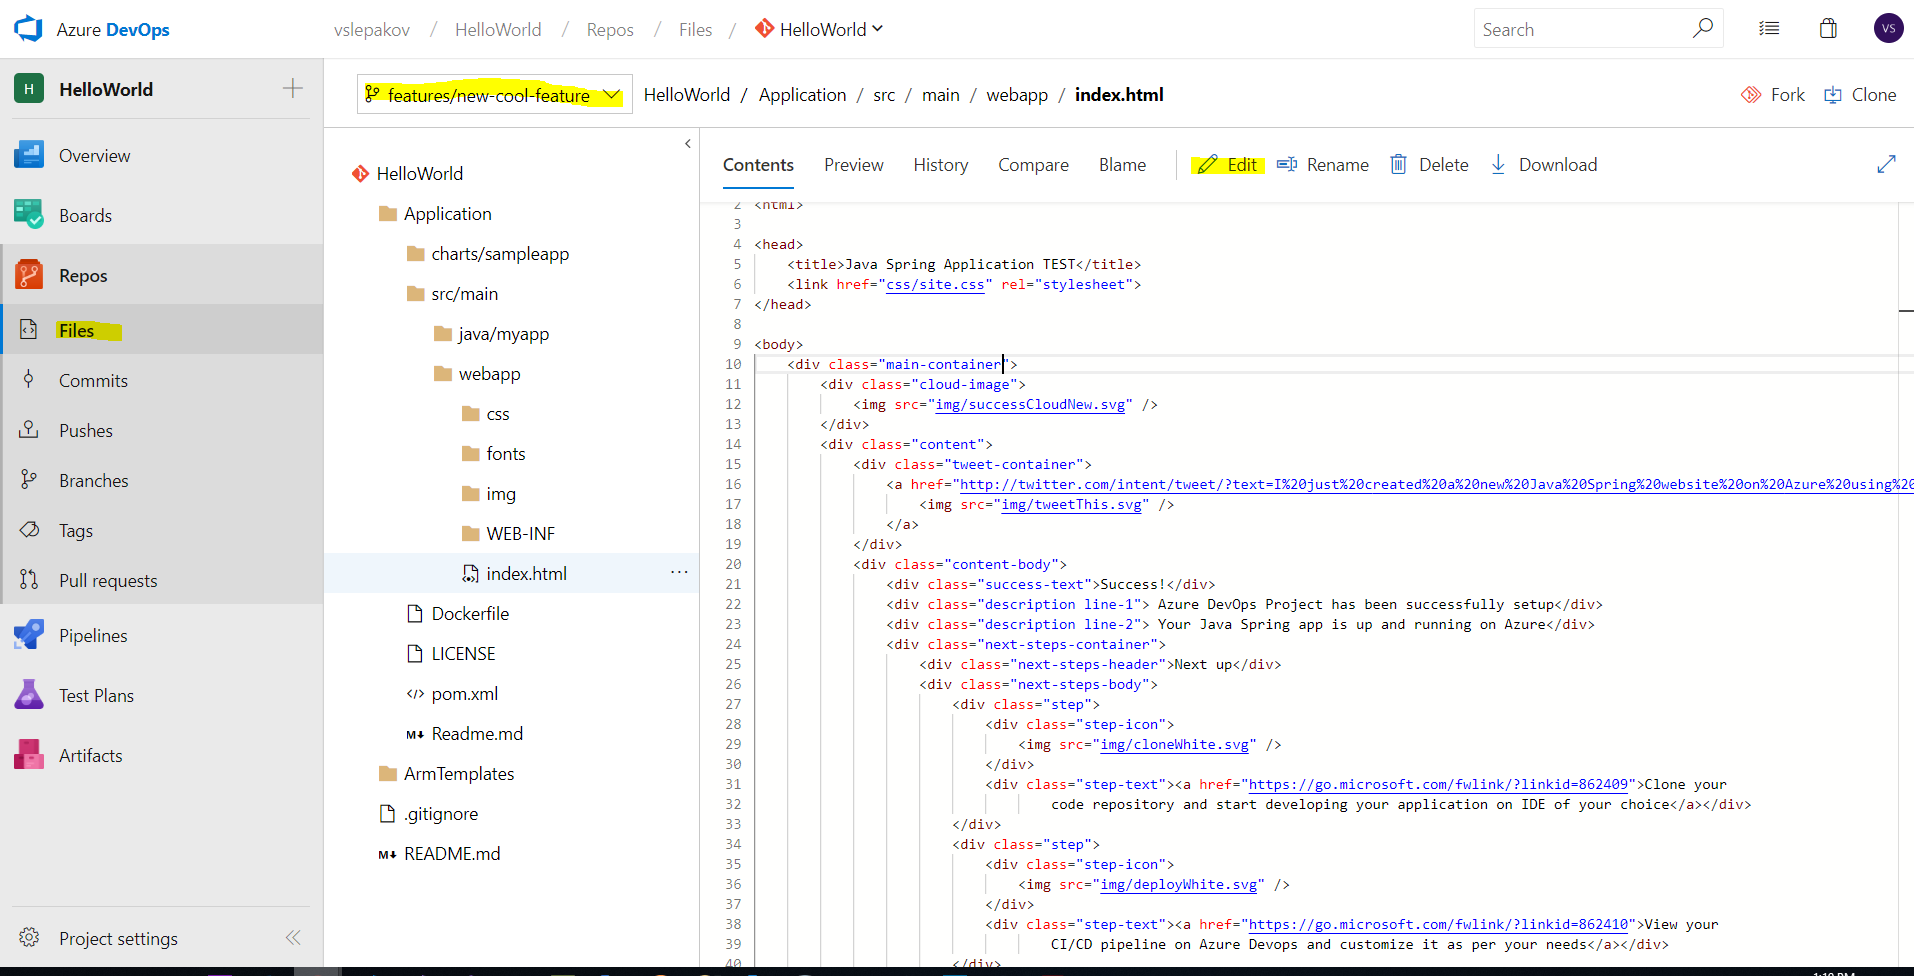 Azure DevOps
vslepakov / HelloWorld / Repos / Files / HelloWorld
Search
VS
H HelloWorld
Overview
Boards
Repos
Files
Commits
Pushes
Branches
Tags
Pull requests
Pipelines
Test Plans
Artifacts
Project settings
features/new-cool-feature
HelloWorld / Application / src / main / webapp / index.html
Fork
Clone
HelloWorld
Application
charts/sampleapp
src/main
java/myapp
webapp
css
fonts
img
WEB-INF
index.html
Dockerfile
LICENSE
pom.xml
Readme.md
ArmTemplates
.gitignore
README.md
Contents Preview History Compare Blame Edit Rename Delete Download
2 <html>
3
4 <head>
5 <title>Java Spring Application TEST</title>
6 <link href="css/site.css" rel="stylesheet">
7 </head>
8
9 <body>
10 <div class="main-container">
11 <div class="cloud-image">
12 <img src="img/successCloudNew.svg" />
13 </div>
14 <div class="content">
15 <div class="tweet-container">
16 <a href="http://twitter.com/intent/tweet/?text=I%20just%20created%20a%20new%20Java%20Spring%20website%20on%20Azure%20using%20
17 <img src="img/tweetThis.svg" />
18 </a>
19 </div>
20 <div class="content-body">
21 <div class="success-text">Success!</div>
22 <div class="description line-1"> Azure DevOps Project has been successfully setup</div>
23 <div class="description line-2"> Your Java Spring app is up and running on Azure</div>
24 <div class="next-steps-container">
25 <div class="next-steps-header">Next up</div>
26 <div class="next-steps-body">
27 <div class="step">
28 <div class="step-icon">
29 <img src="img/cloneWhite.svg" />
30 </div>
31 <div class="step-text"><a href="https://go.microsoft.com/fwlink/?linkid=862409">Clone your
32 code repository and start developing your application on IDE of your choice</a></div>
33 </div>
34 <div class="step">
35 <div class="step-icon">
36 <img src="img/deployWhite.svg" />
37 </div>
38 <div class="step-text"><a href="https://go.microsoft.com/fwlink/?linkid=862410">View your
39 CI/CD pipeline on Azure Devops and customize it as per your needs</a></div>
40 </div>